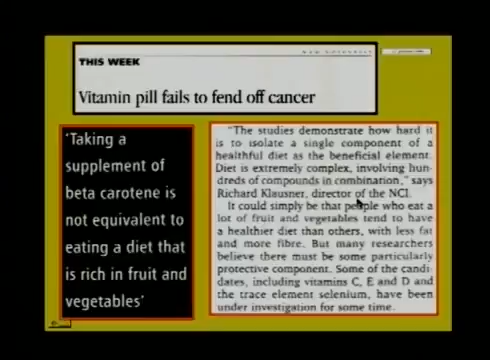 THIS WEEK
Vitamin pill fails to fend off cancer
'Taking a
supplement of
beta carotene is
not equivalent to
eating a diet that
is rich in fruit and
vegetables'
"The studies demonstrate how hard it
is to isolate a single component of a
healthful diet as the beneficial element.
Diet is extremely complex, involving hun-
dreds of compounds in combination," says
Richard Klausner, director of the NCI.
It could simply be that people who eat a
lot of fruit and vegetables tend to have
a healthier diet than others, with less fat
and more fibre. But many researchers
believe there must be some particularly
protective component. Some of the candi-
dates, including vitamins C, E and D and
the trace element selenium, have been
under investigation for some time.